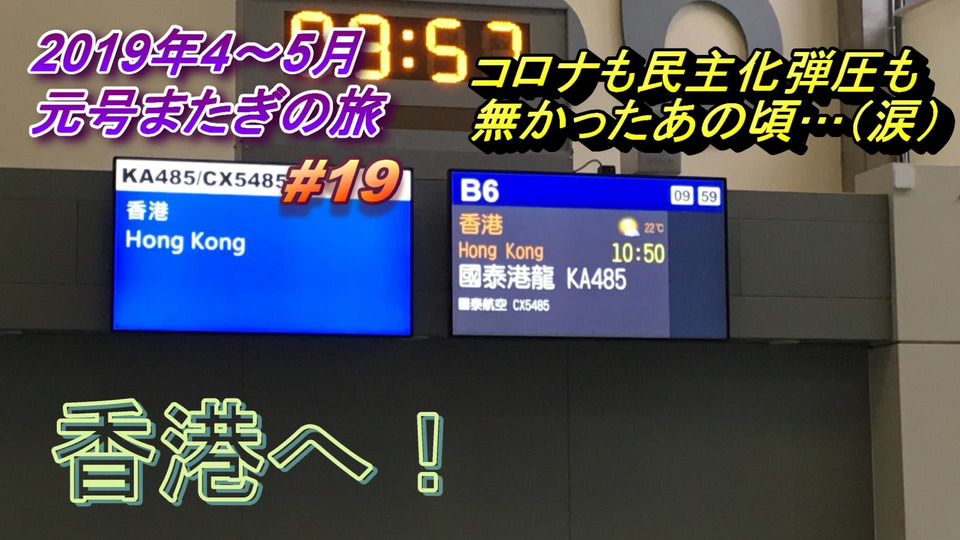 2019年4～5月
元号またぎの旅
#19
コロナも民主化弾圧も
無かったあの頃…（涙）
KA485/CX5485
香港
Hong Kong
B6
09 59
香港
22℃
Hong Kong
10:50
國泰港龍 KA485
國泰航空 CX5485
香港へ！